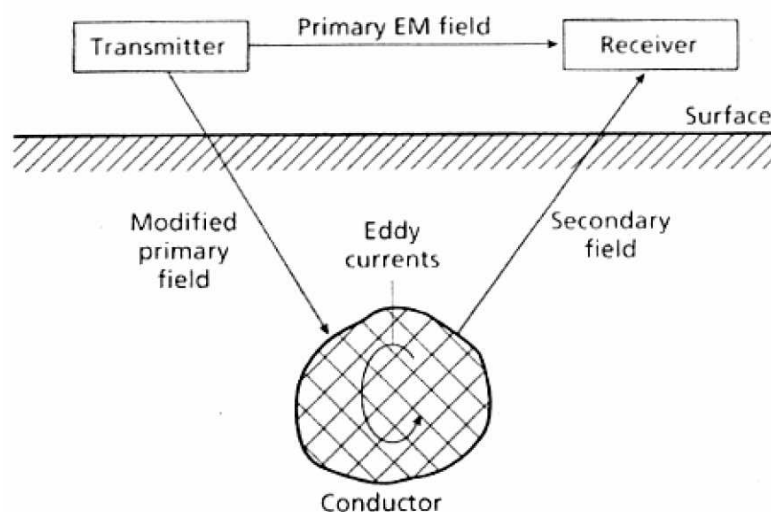 Transmitter
Primary EM field
Receiver
Surface
Modified
primary
field
Eddy
currents
Secondary
field
Conductor